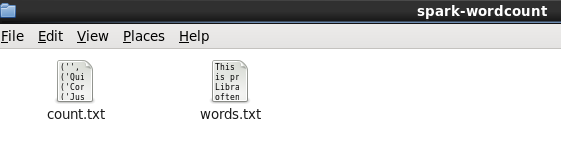 spark-wordcount
File Edit View Places Help
('',
('Qui
('Cor
('Jus
This
is pr
Libra
often
count.txt words.txt